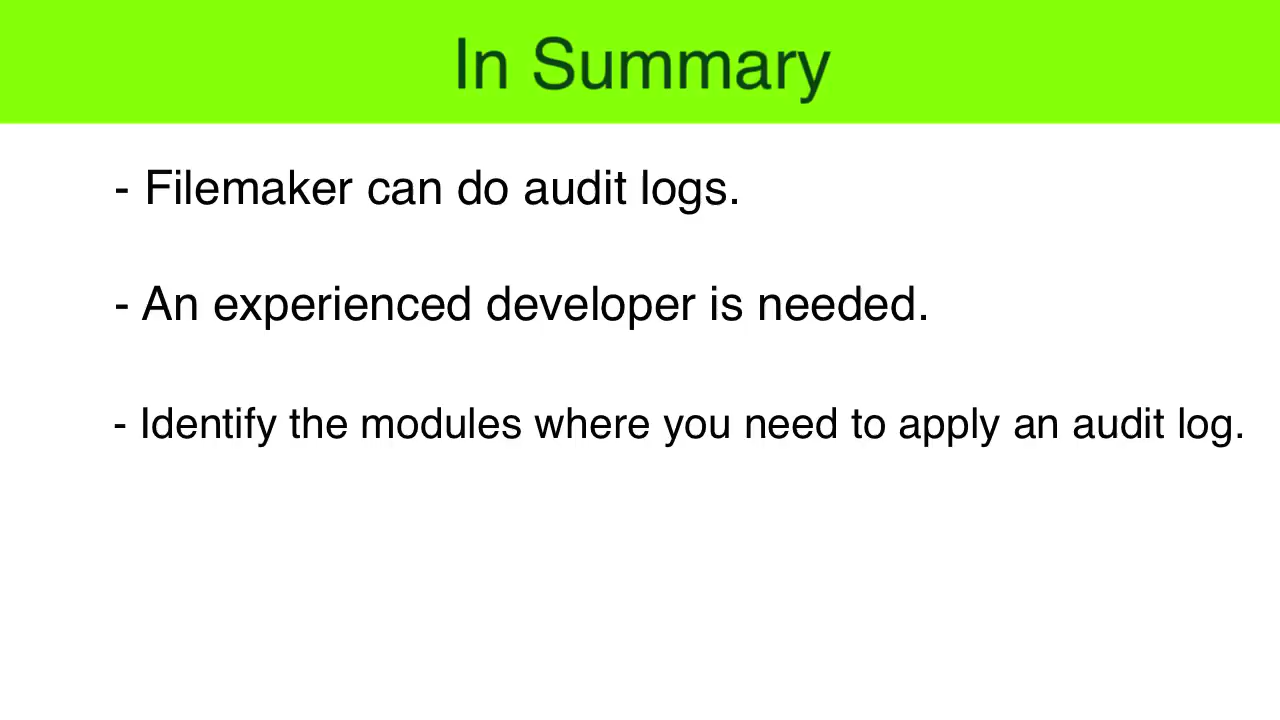 In Summary
- Filemaker can do audit logs.
- An experienced developer is needed.
- Identify the modules where you need to apply an audit log.